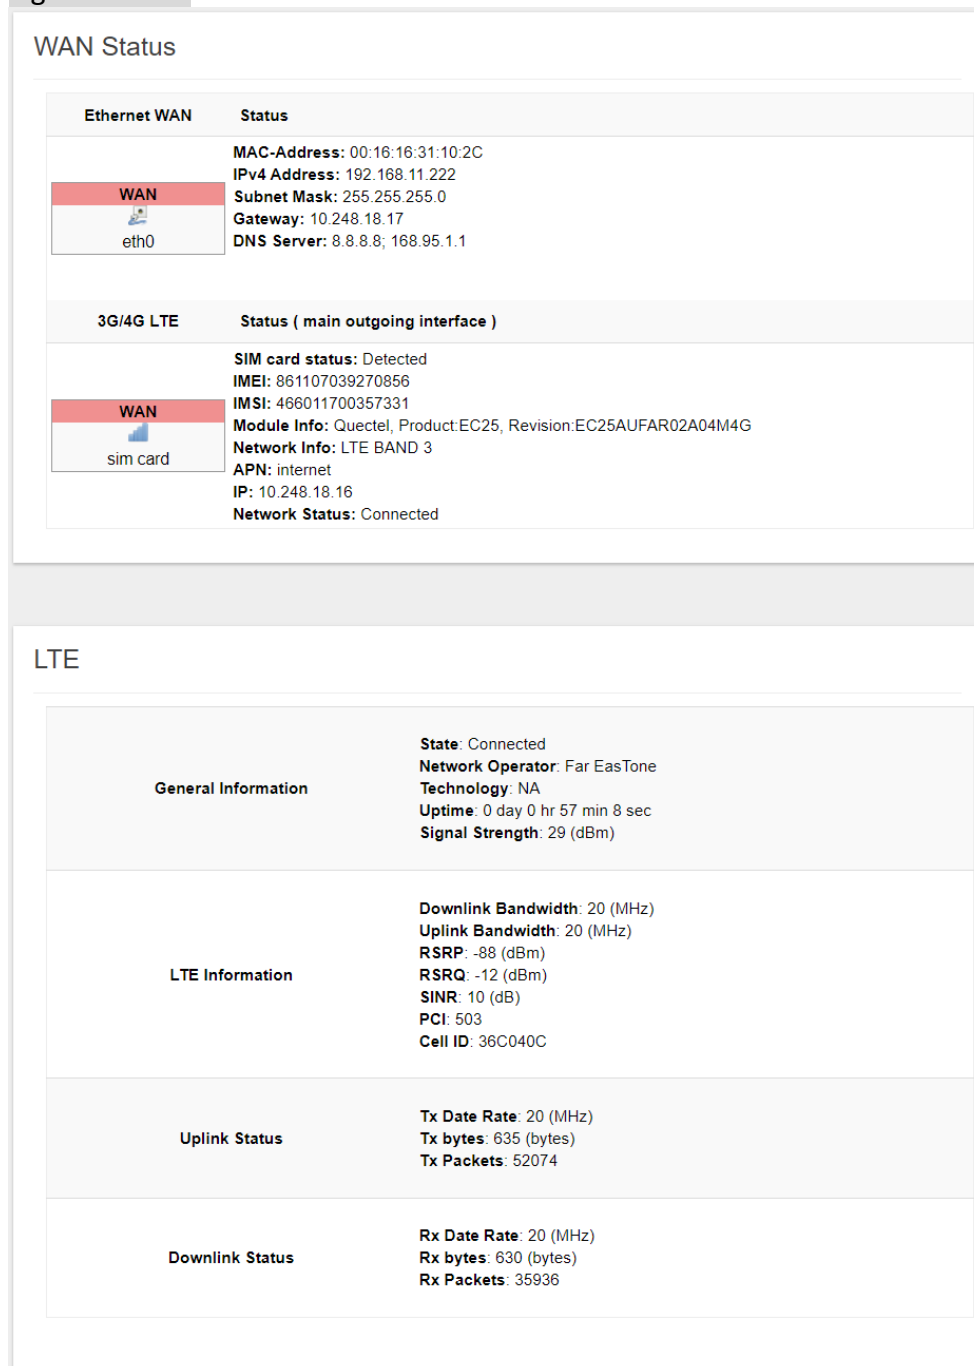 WAN Status
Ethernet WAN Status
MAC-Address: 00:16:16:31:10:2C
IPv4 Address: 192.168.11.222
WAN
Subnet Mask: 255.255.255.0
Gateway: 10.248.18.17
eth0
DNS Server: 8.8.8.8; 168.95.1.1
3G/4G LTE Status ( main outgoing interface )
SIM card status: Detected
IMEI: 861107039270856
WAN
IMSI: 466011700357331
Module Info: Quectel, Product:EC25, Revision:EC25AUFAR02A04M4G
Network Info: LTE BAND 3
sim card
APN: internet
IP: 10.248.18.16
Network Status: Connected
LTE
General Information
State: Connected
Network Operator: Far EasTone
Technology: NA
Uptime: 0 day 0 hr 57 min 8 sec
Signal Strength: 29 (dBm)
LTE Information
Downlink Bandwidth: 20 (MHz)
Uplink Bandwidth: 20 (MHz)
RSRP: -88 (dBm)
RSRQ: -12 (dBm)
SINR: 10 (dB)
PCI: 503
Cell ID: 36C040C
Uplink Status
Tx Date Rate: 20 (MHz)
Tx bytes: 635 (bytes)
Tx Packets: 52074
Downlink Status
Rx Date Rate: 20 (MHz)
Rx bytes: 630 (bytes)
Rx Packets: 35936